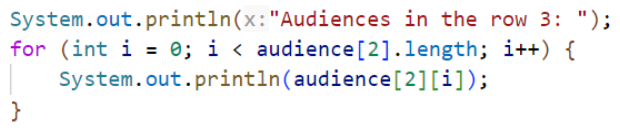 System.out.println(x:"Audiences in the row 3: ");
for (int i = 0; i < audience[2].length; i++) {
    System.out.println(audience[2][i]);
}